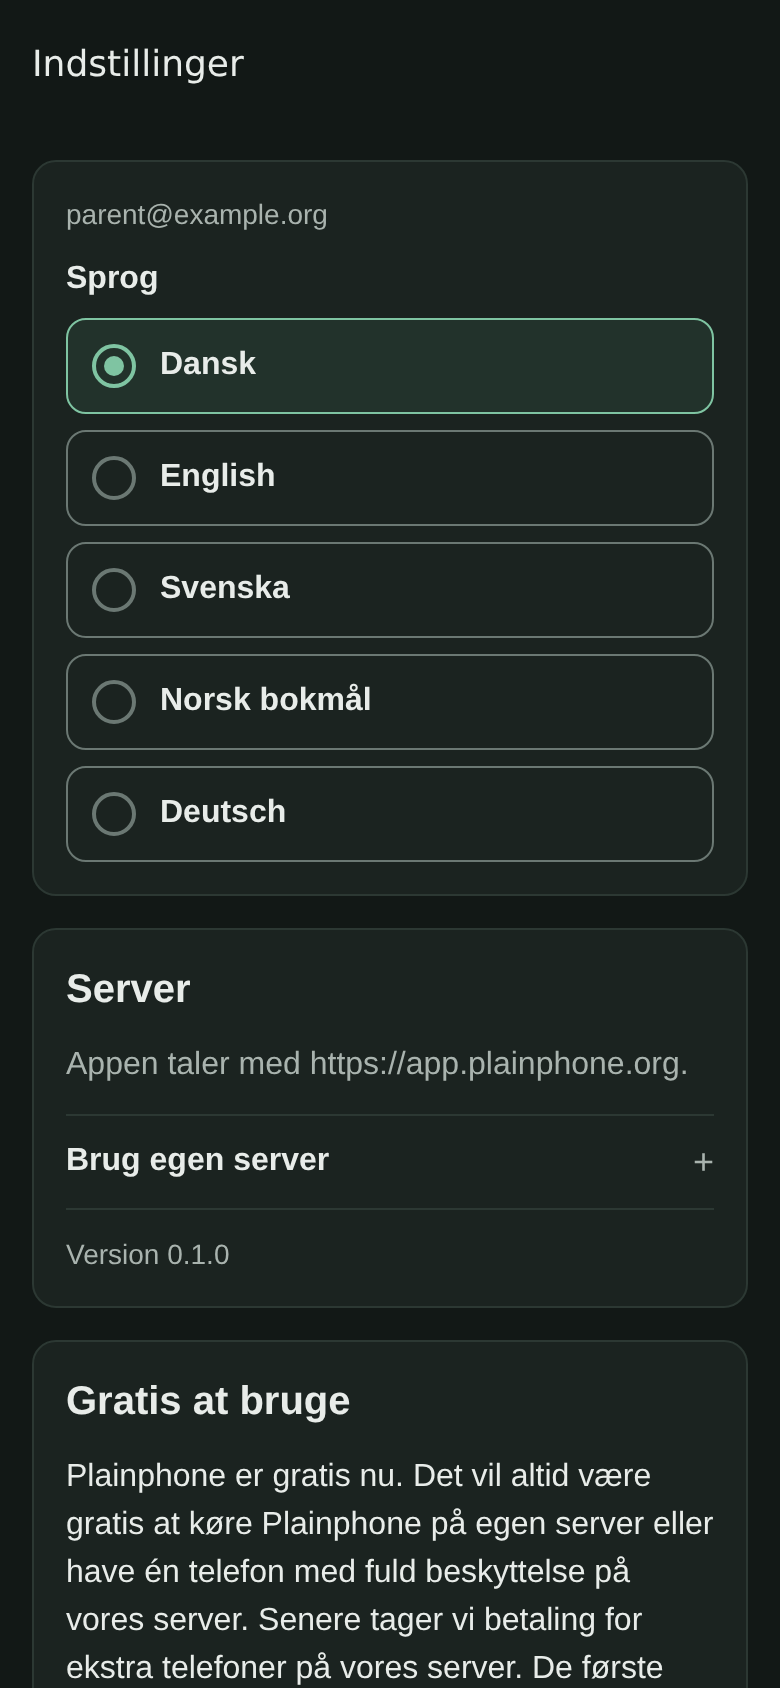 Indstillinger
parent@example.org
Sprog
Dansk
English
Svenska
Norsk bokmål
Deutsch
Server
Appen taler med https://app.plainphone.org.
Brug egen server +
Version 0.1.0
Gratis at bruge
Plainphone er gratis nu. Det vil altid være
gratis at køre Plainphone på egen server eller
have én telefon med fuld beskyttelse på
vores server. Senere tager vi betaling for
ekstra telefoner på vores server. De første